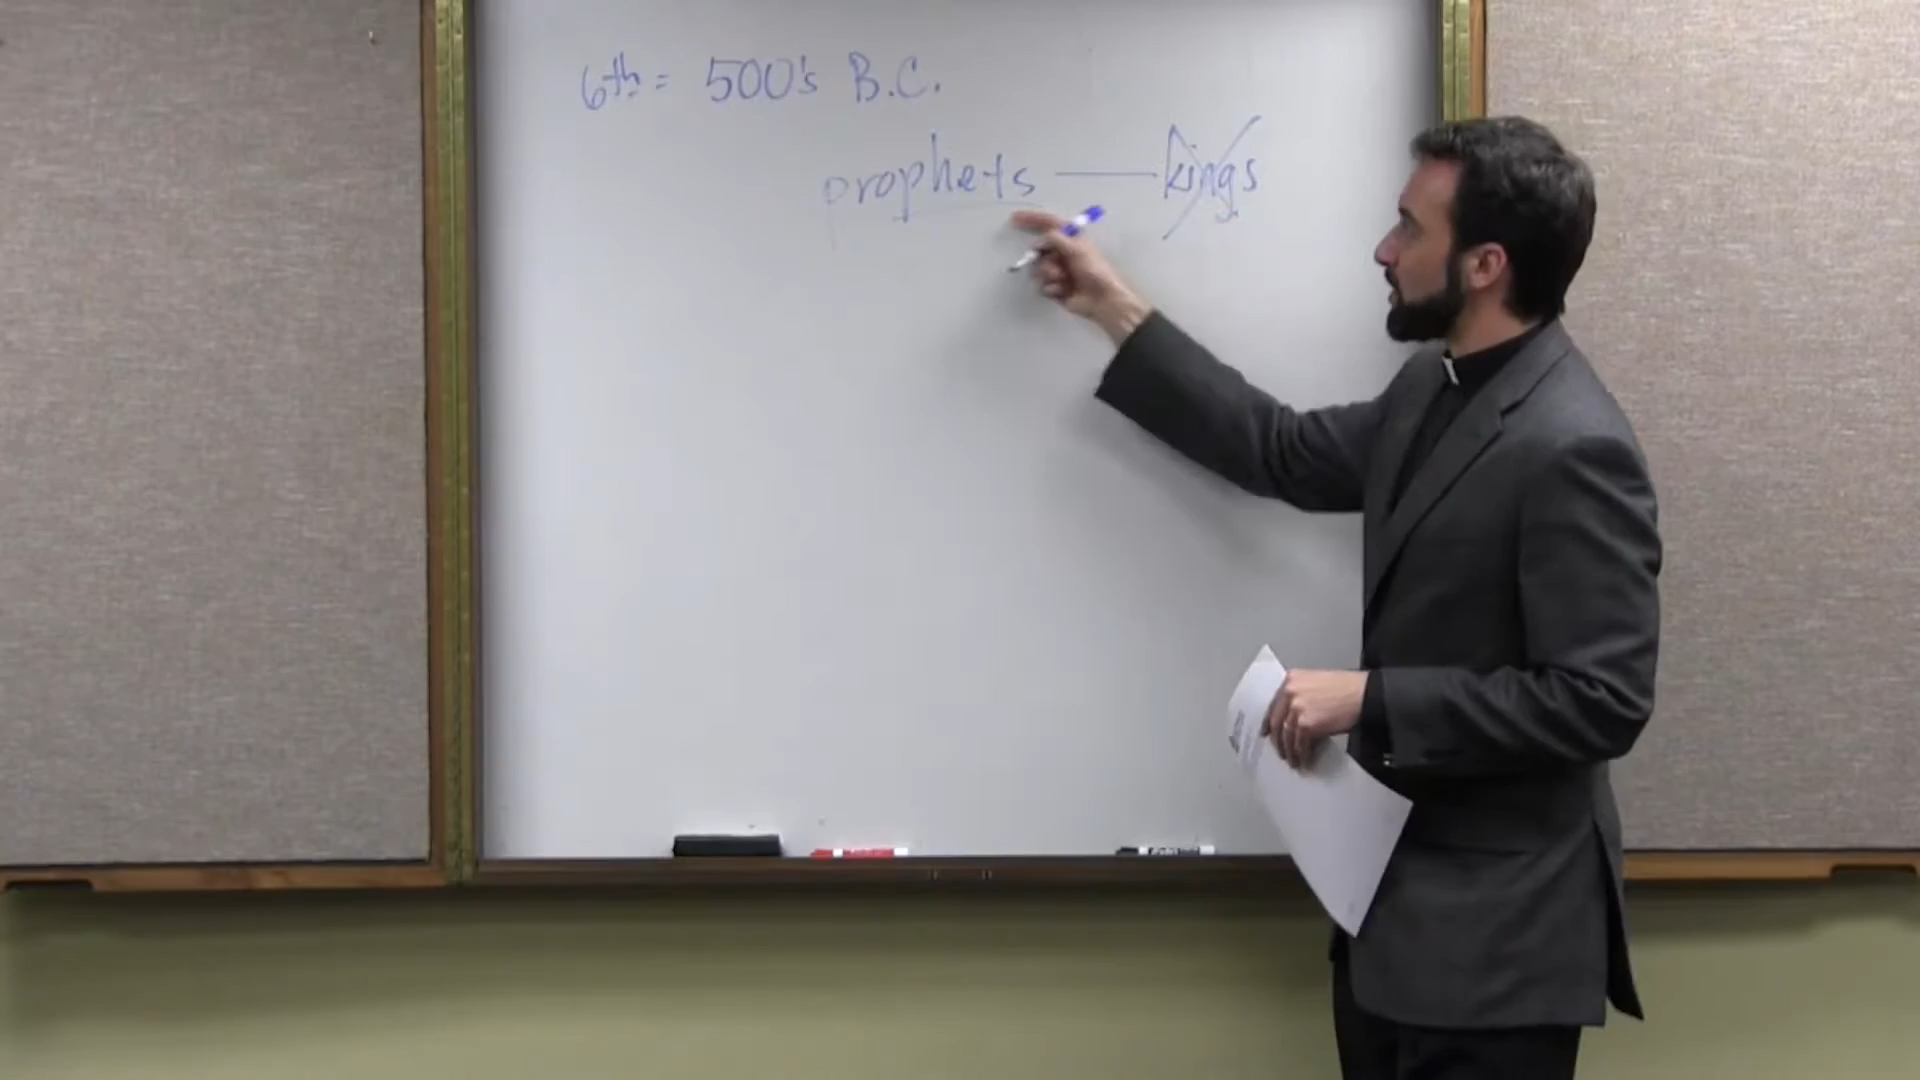 6th = 500's B.C.
prophets — kings